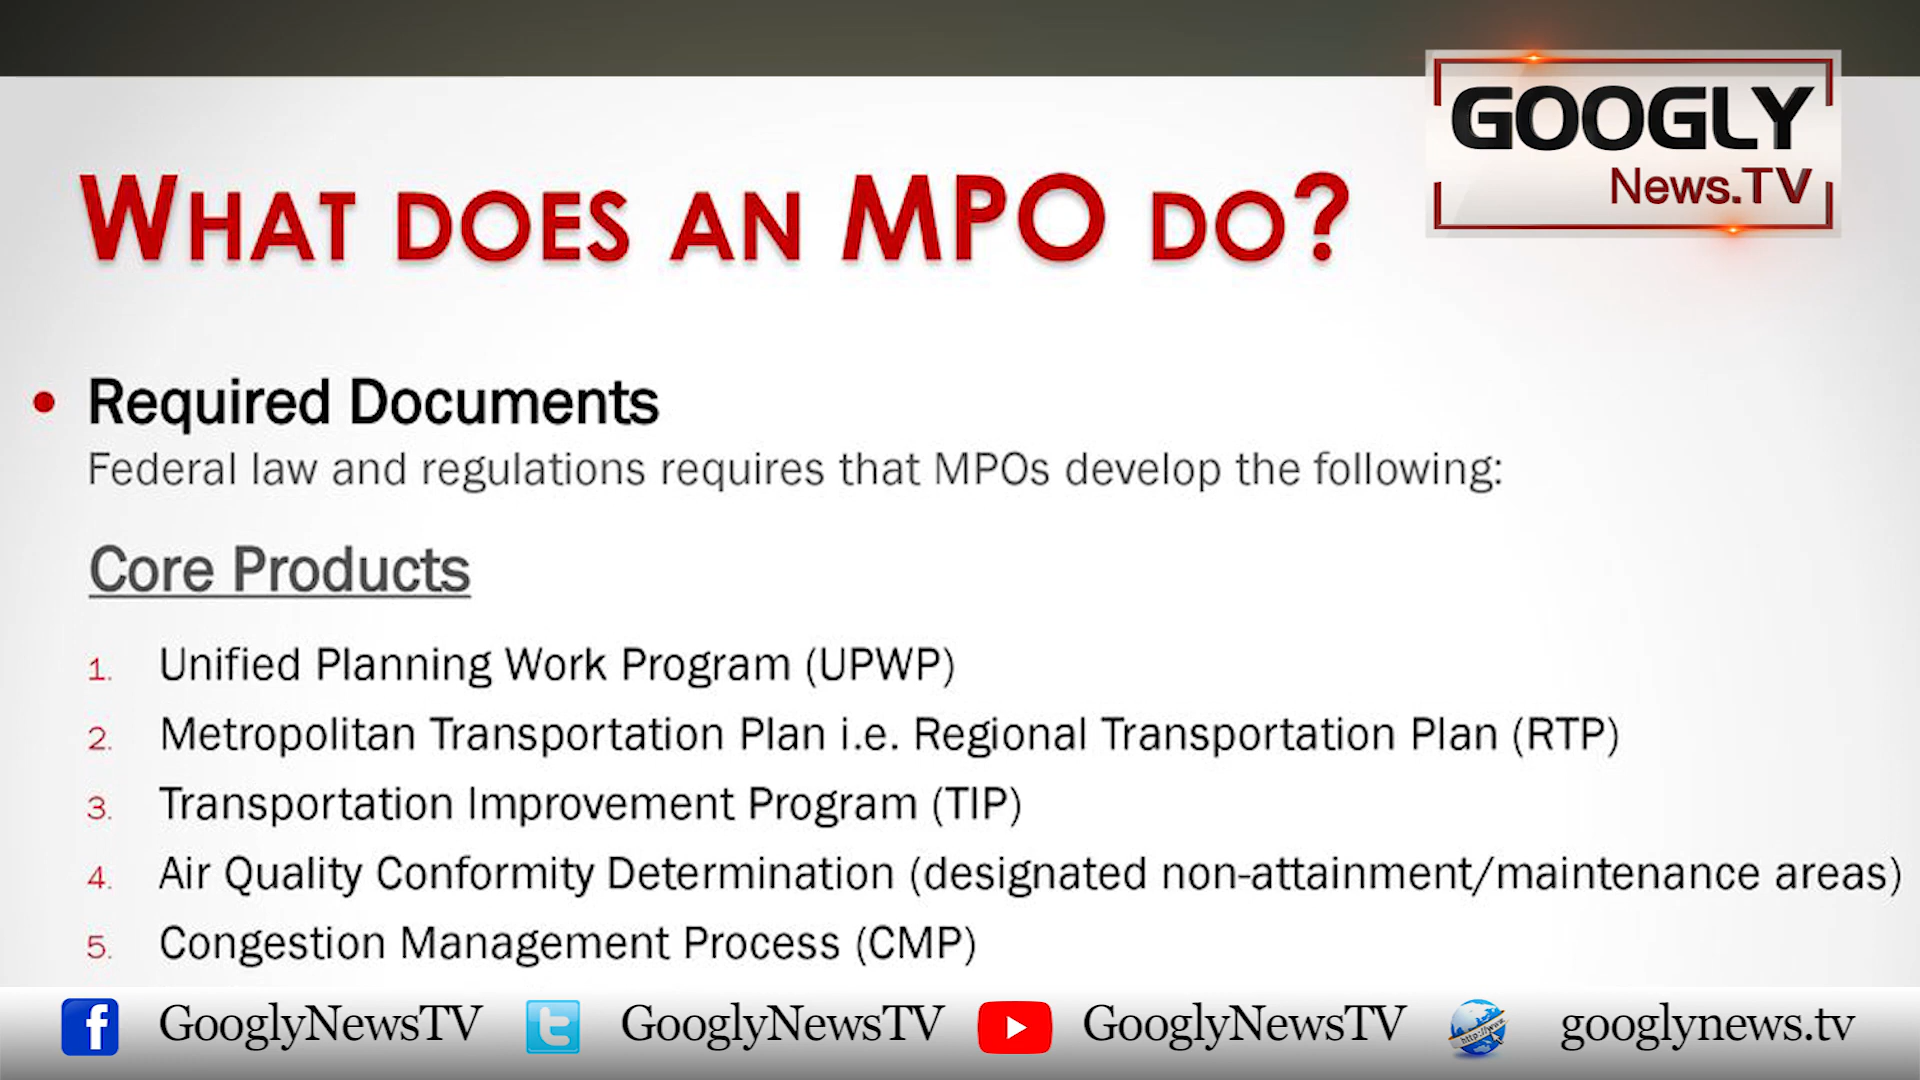 GOOGLY
News.TV
WHAT DOES AN MPO DO?
• Required Documents
Federal law and regulations requires that MPOs develop the following:
Core Products
1. Unified Planning Work Program (UPWP)
2. Metropolitan Transportation Plan i.e. Regional Transportation Plan (RTP)
3. Transportation Improvement Program (TIP)
4. Air Quality Conformity Determination (designated non-attainment/maintenance areas)
5. Congestion Management Process (CMP)
GooglyNewsTV GooglyNewsTV GooglyNewsTV googlynews.tv